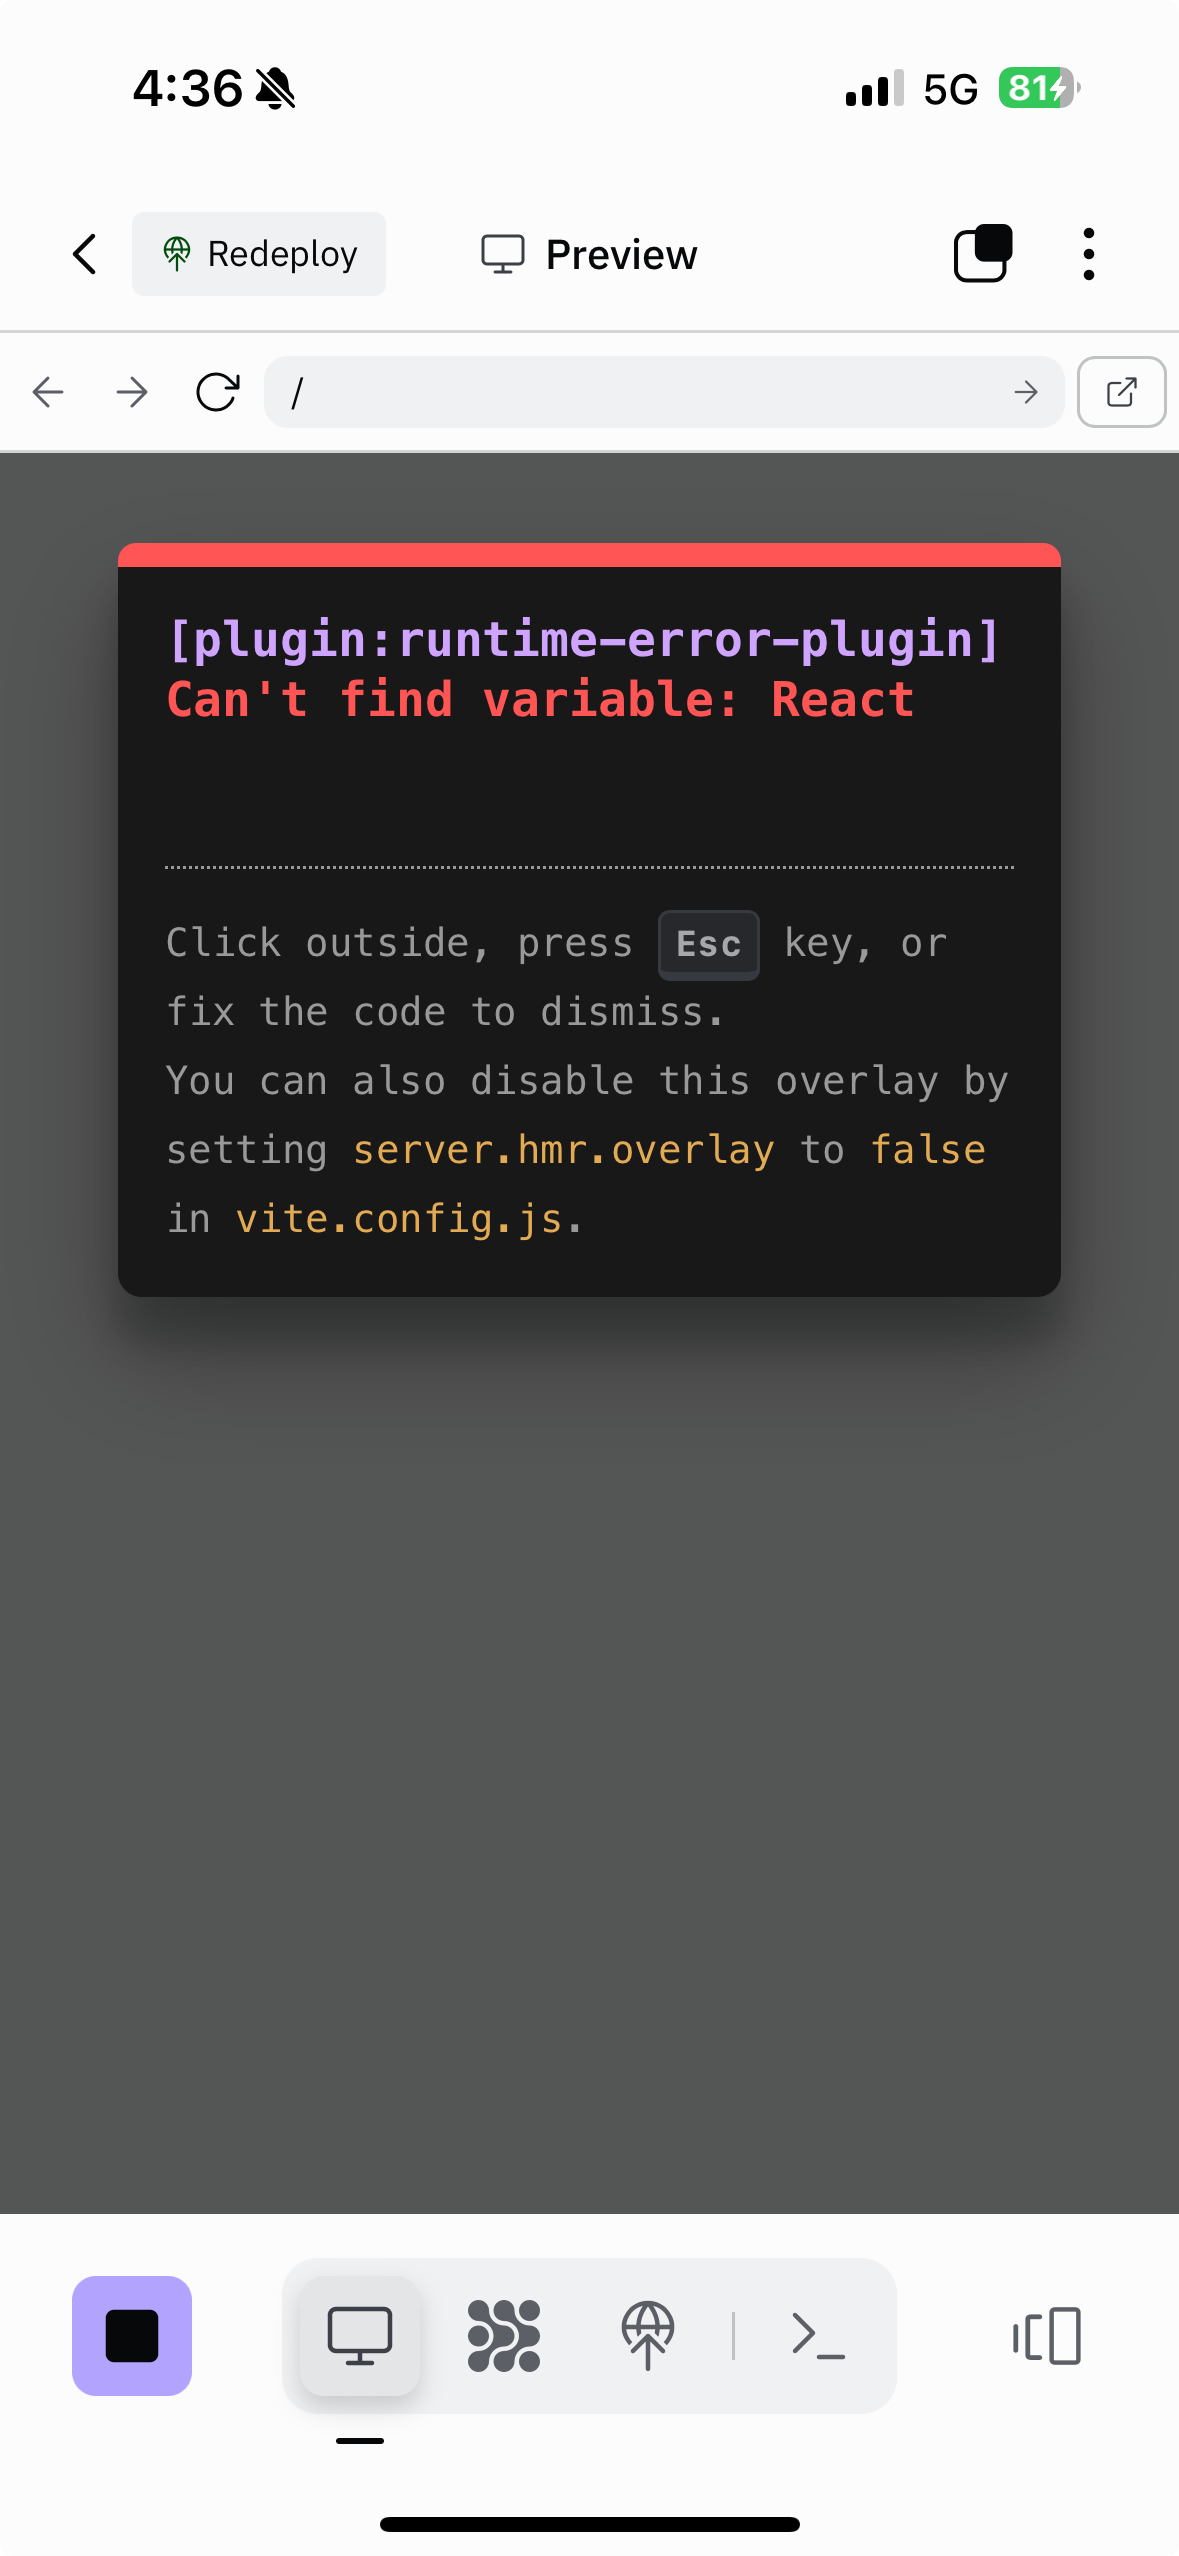 4:36
5G
81
Redeploy
Preview
/
[plugin:runtime-error-plugin]
Can't find variable: React
Click outside, press Esc key, or
fix the code to dismiss.
You can also disable this overlay by
setting server.hmr.overlay to false
in vite.config.js.